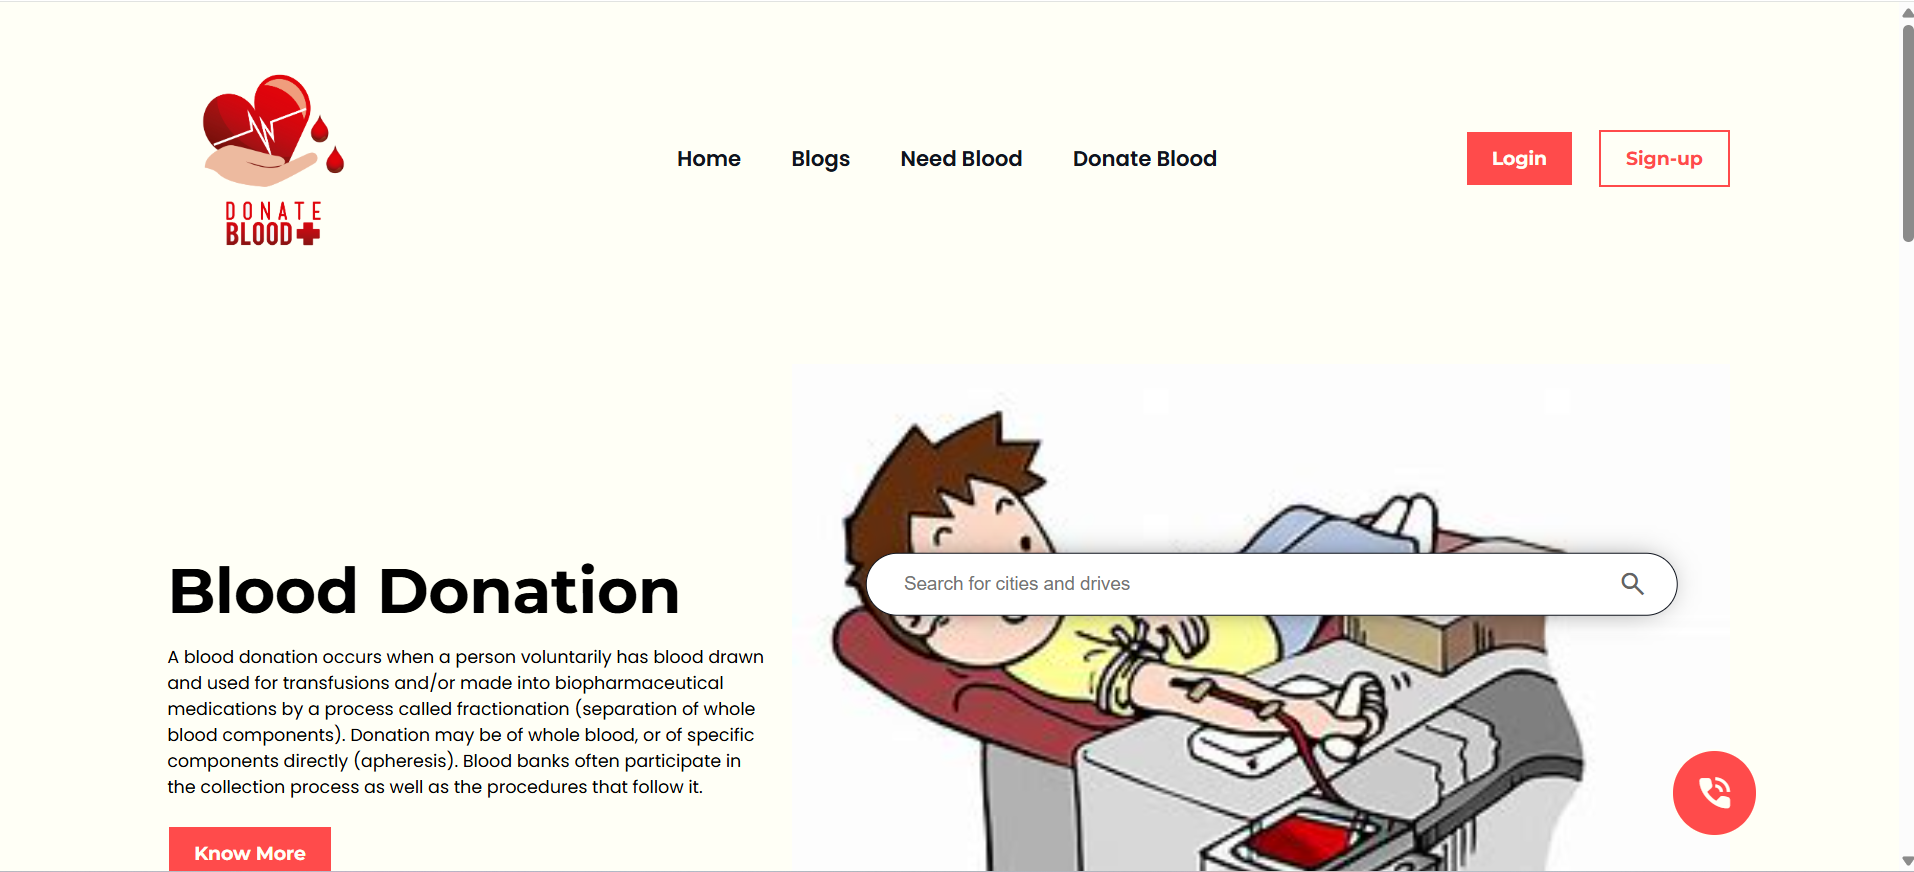 DONATE
BLOOD
Home
Blogs
Need Blood
Donate Blood
Login
Sign-up
Search for cities and drives
Blood Donation
A blood donation occurs when a person voluntarily has blood drawn
and used for transfusions and/or made into biopharmaceutical
medications by a process called fractionation (separation of whole
blood components). Donation may be of whole blood, or of specific
components directly (apheresis). Blood banks often participate in
the collection process as well as the procedures that follow it.
Know More